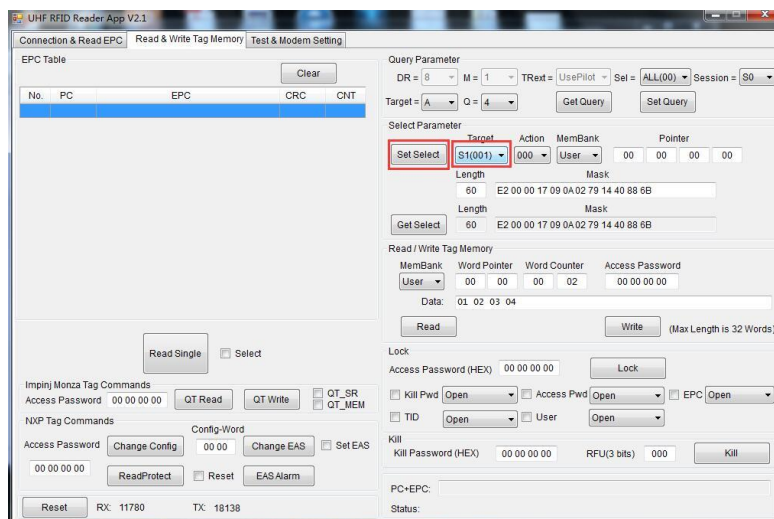 UHF RFID Reader App V2.1
Connection & Read EPC Read & Write Tag Memory Test & Modem Setting
EPC Table
Clear
No. PC EPC CRC CNT
Read Single Select
Impinj Monza Tag Commands
Access Password 00 00 00 00 QT Read QT Write QT_SR
QT_MEM
NXP Tag Commands
Config-Word
Access Password Change Config 00 00 Change EAS Set EAS
00 00 00 00 ReadProtect Reset EAS Alarm
Reset RX: 11780 TX: 18138
Query Parameter
DR = 8 M = 1 TRext = UsePilot Sel = ALL(00) Session = S0
Target = A Q = 4 Get Query Set Query
Select Parameter
Target Action MemBank Pointer
Set Select S1(001) 000 User 00 00 00 00
Length Mask
60 E2 00 00 17 09 0A 02 79 14 40 88 6B
Length Mask
Get Select 60 E2 00 00 17 09 0A 02 79 14 40 88 6B
Read / Write Tag Memory
MemBank Word Pointer Word Counter Access Password
User 00 00 00 02 00 00 00 00
Data: 01 02 03 04
Read Write (Max Length is 32 Words)
Lock
Access Password (HEX) 00 00 00 00 Lock
Kill Pwd Open Access Pwd Open EPC Open
TID Open User Open
Kill
Kill Password (HEX) 00 00 00 00 RFU(3 bits) 000 Kill
PC+EPC:
Status: